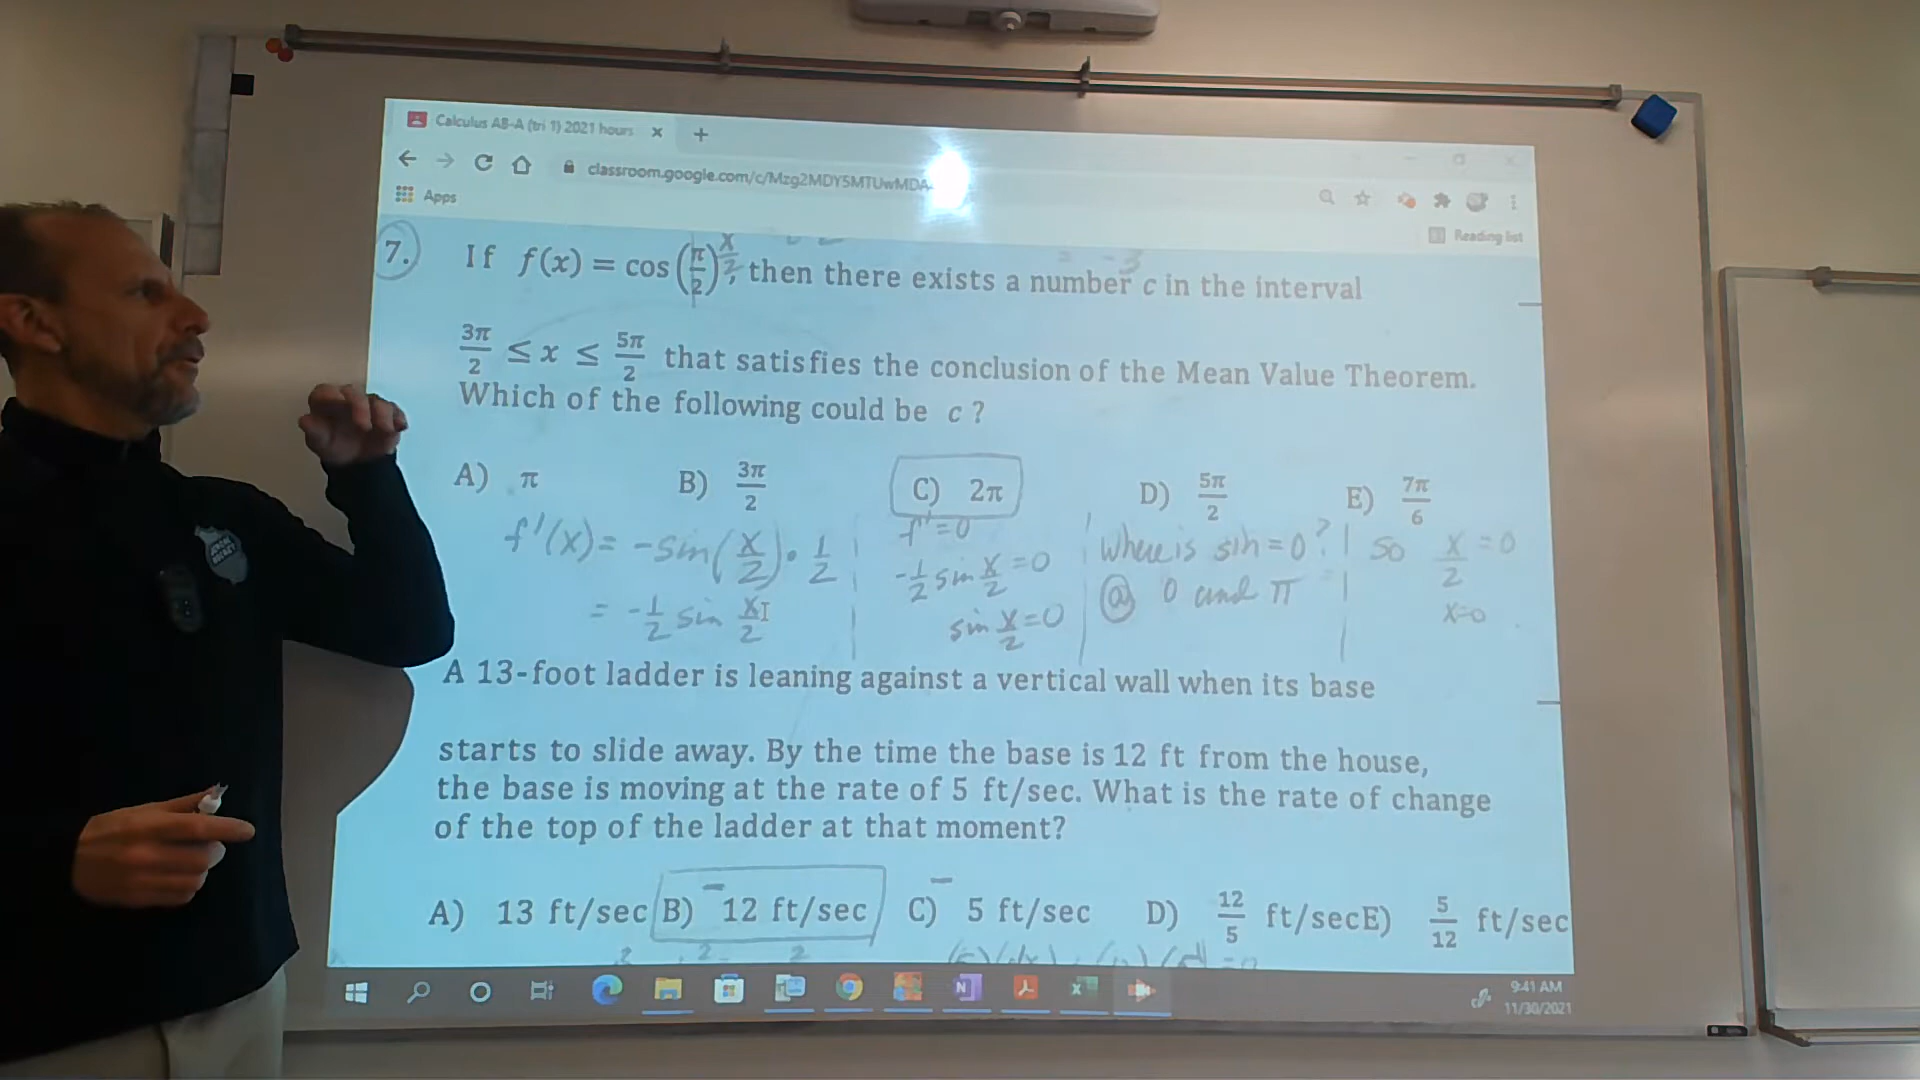 Calculus AB-A (tri 1) 2021 hours
classroom.google.com/c/Mzg2MDY5MTUwMDA
Apps
Reading list
= -3
7. If f(x) = cos(π/2)^x/2, then there exists a number c in the interval
3π/2 ≤ x ≤ 5π/2 that satisfies the conclusion of the Mean Value Theorem.
Which of the following could be c ?
A) π B) 3π/2 C) 2π D) 5π/2 E) 7π/6
f'(x) = -sin(x/2) · 1/2
= -1/2 sin x/2
f' = 0
-1/2 sin x/2 = 0
sin x/2 = 0
Where is sin = 0?
@ 0 and π
so x/2 = 0
x=0
A 13-foot ladder is leaning against a vertical wall when its base
starts to slide away. By the time the base is 12 ft from the house,
the base is moving at the rate of 5 ft/sec. What is the rate of change
of the top of the ladder at that moment?
A) 13 ft/sec B) -12 ft/sec C) -5 ft/sec D) 12/5 ft/sec E) 5/12 ft/sec
9:41 AM
11/30/2021